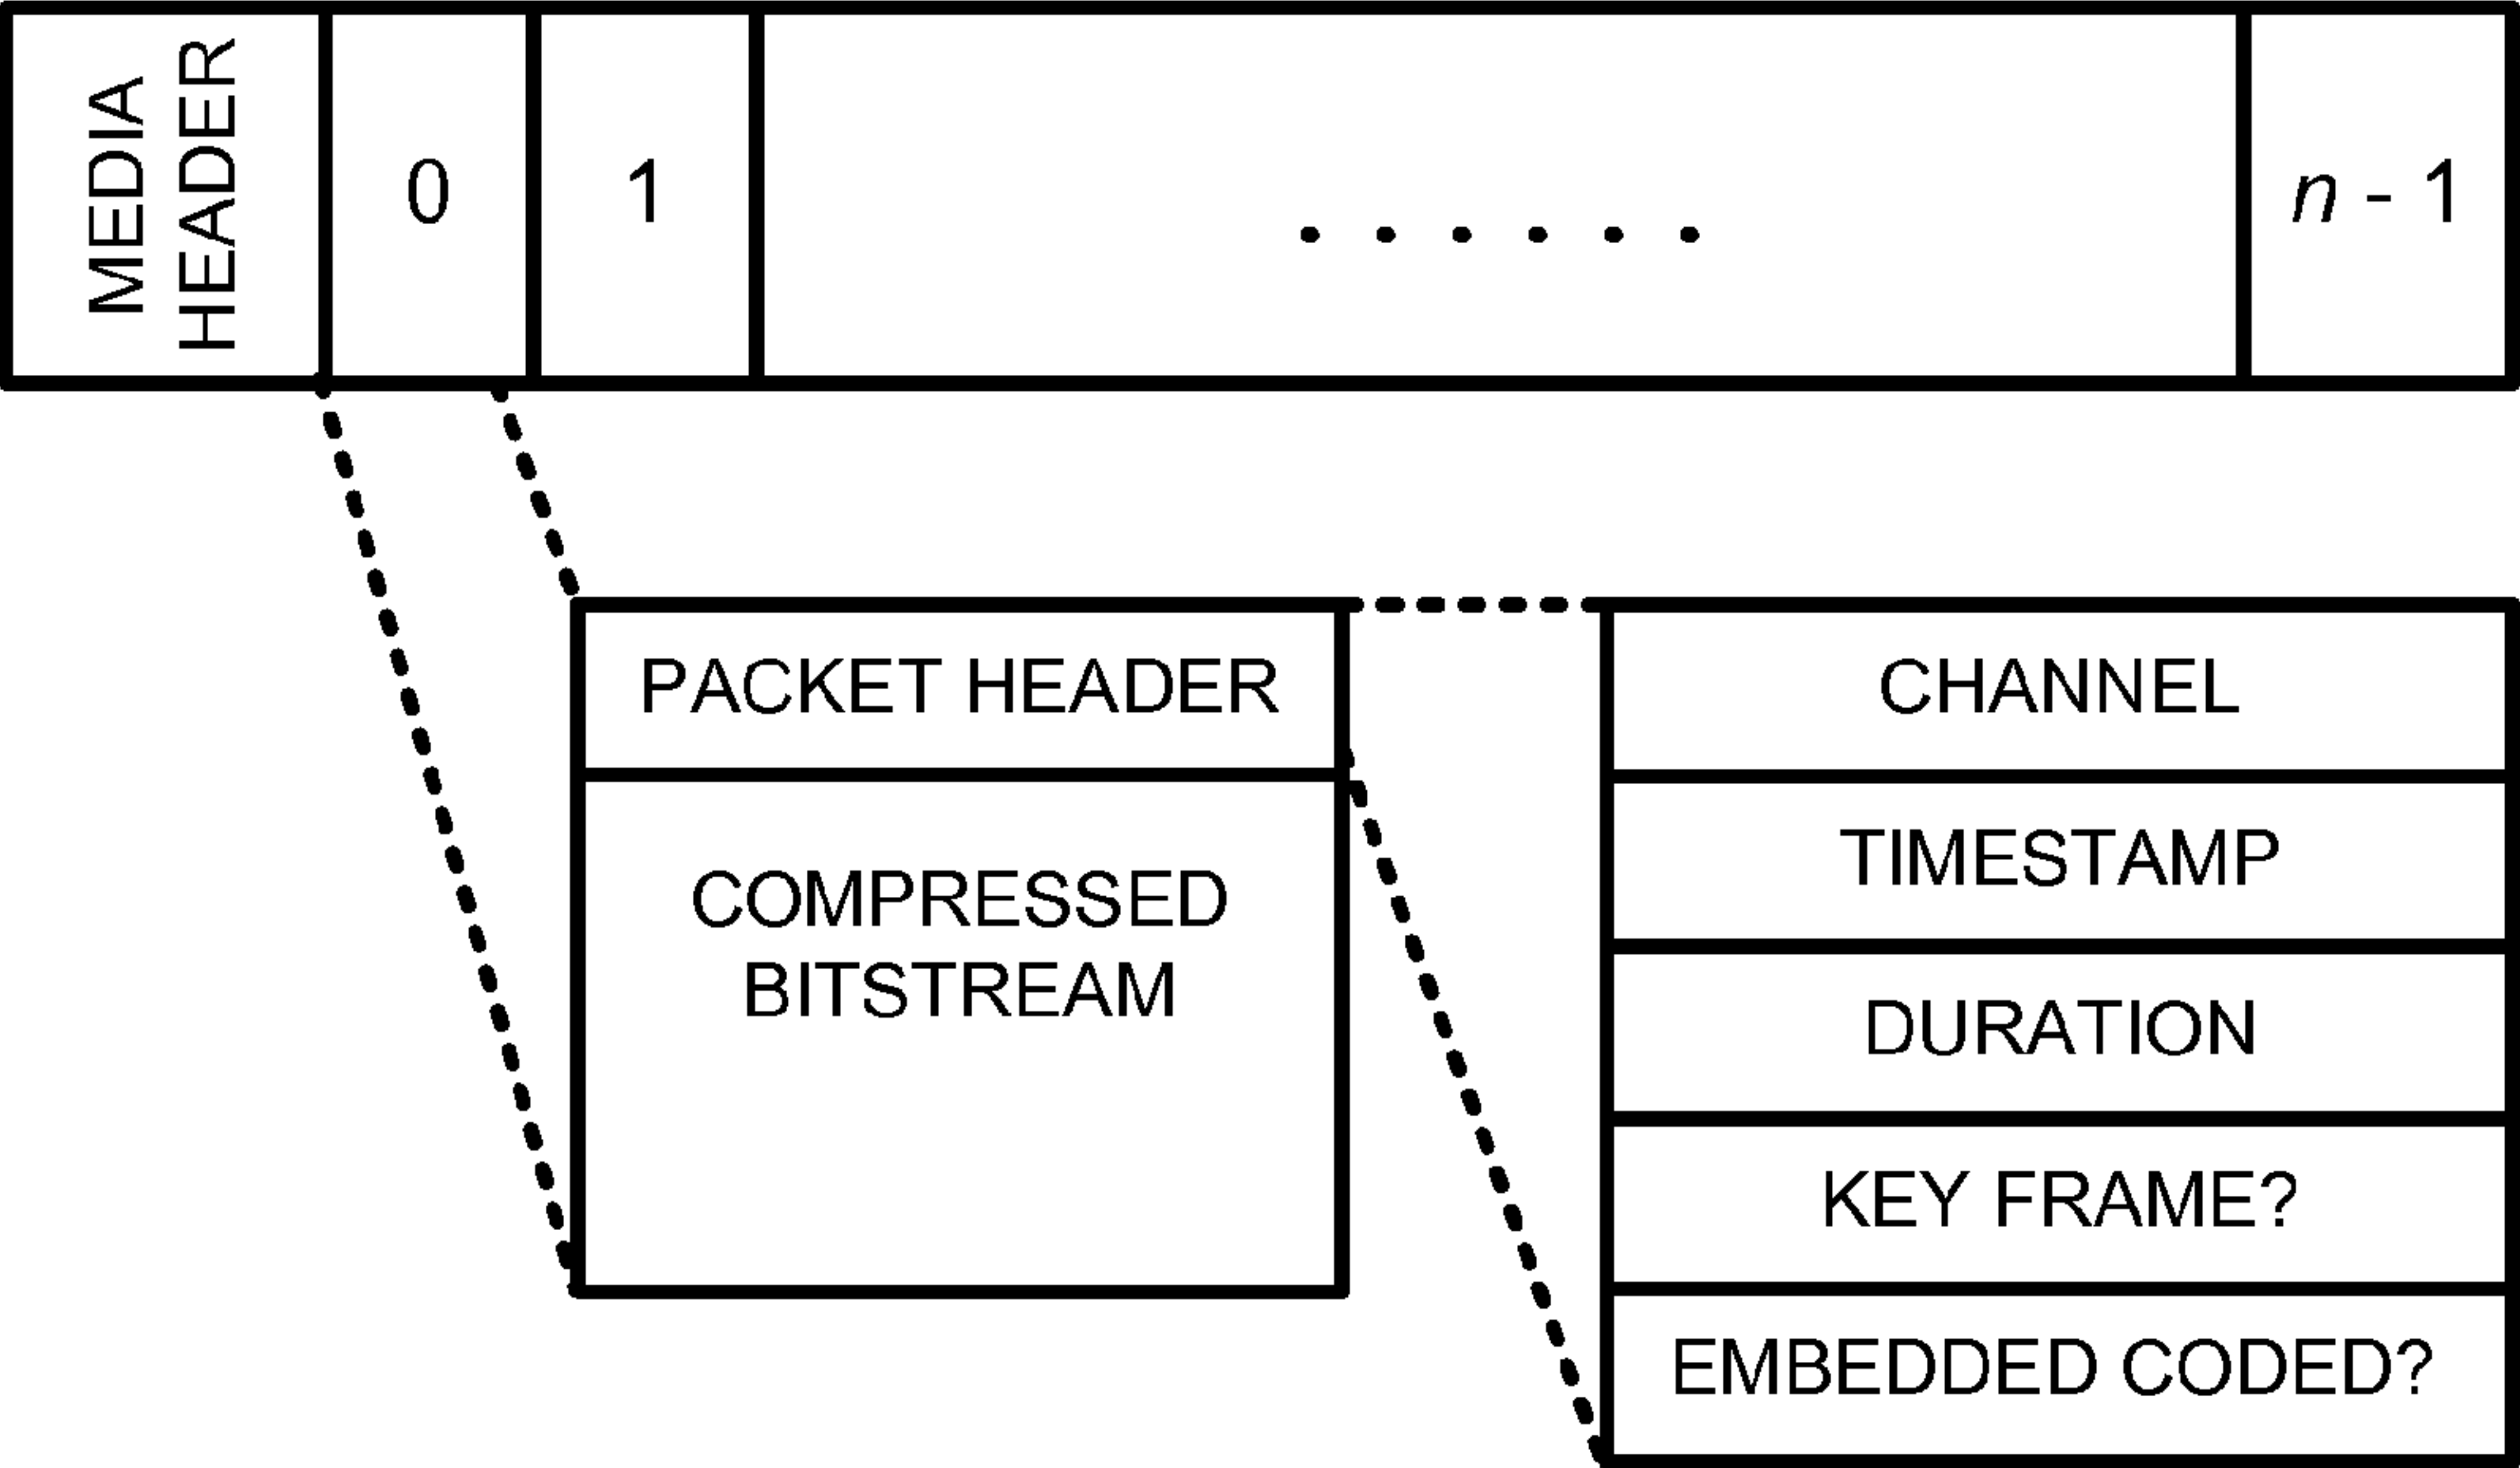 MEDIA
HEADER
0
1
. . . . . .
n - 1
PACKET HEADER
COMPRESSED
BITSTREAM
CHANNEL
TIMESTAMP
DURATION
KEY FRAME?
EMBEDDED CODED?